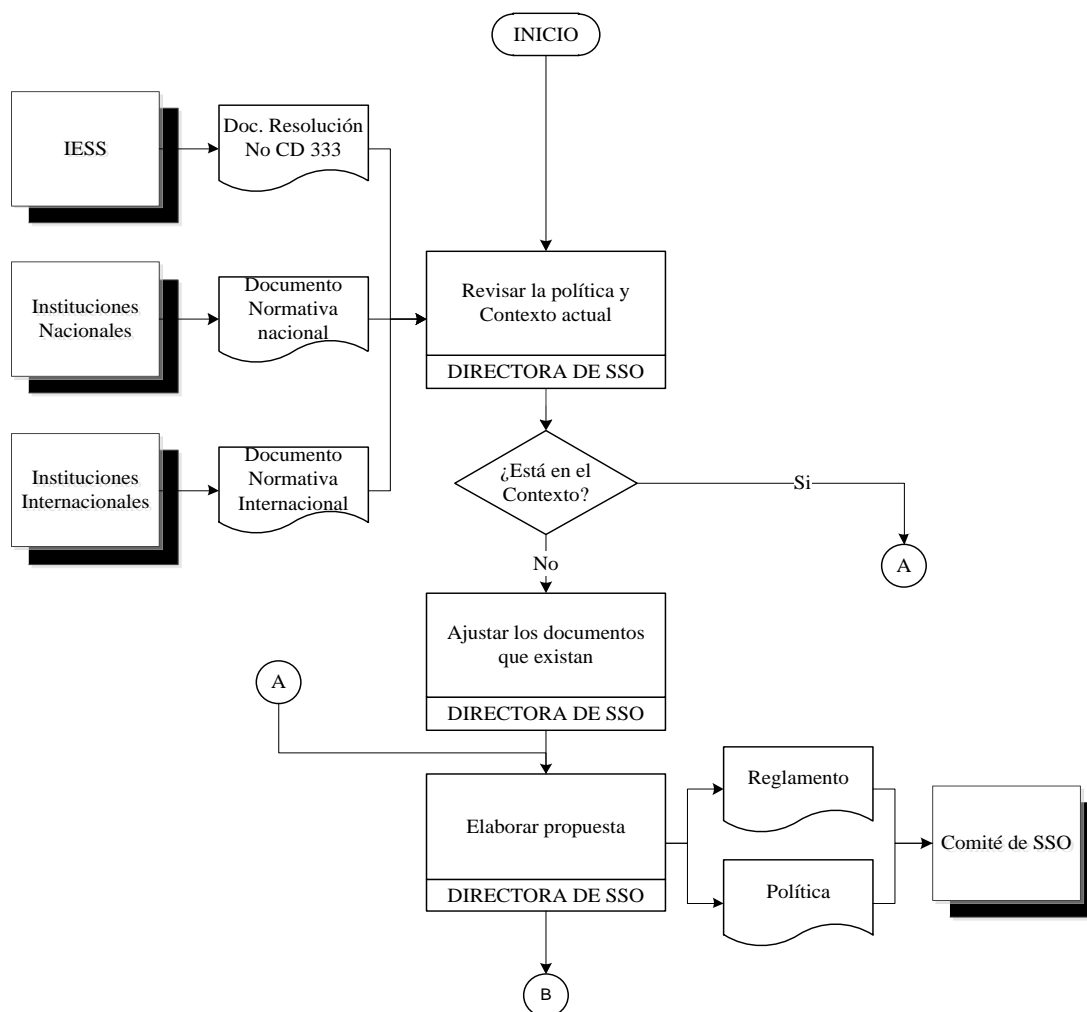 INICIO
IESS
Doc. Resolución
No CD 333
Instituciones
Nacionales
Documento
Normativa
nacional
Revisar la política y
Contexto actual
DIRECTORA DE SSO
Instituciones
Internacionales
Documento
Normativa
Internacional
¿Está en el
Contexto?
Si
A
No
Ajustar los documentos
que existan
DIRECTORA DE SSO
A
Elaborar propuesta
DIRECTORA DE SSO
Reglamento
Política
Comité de SSO
B